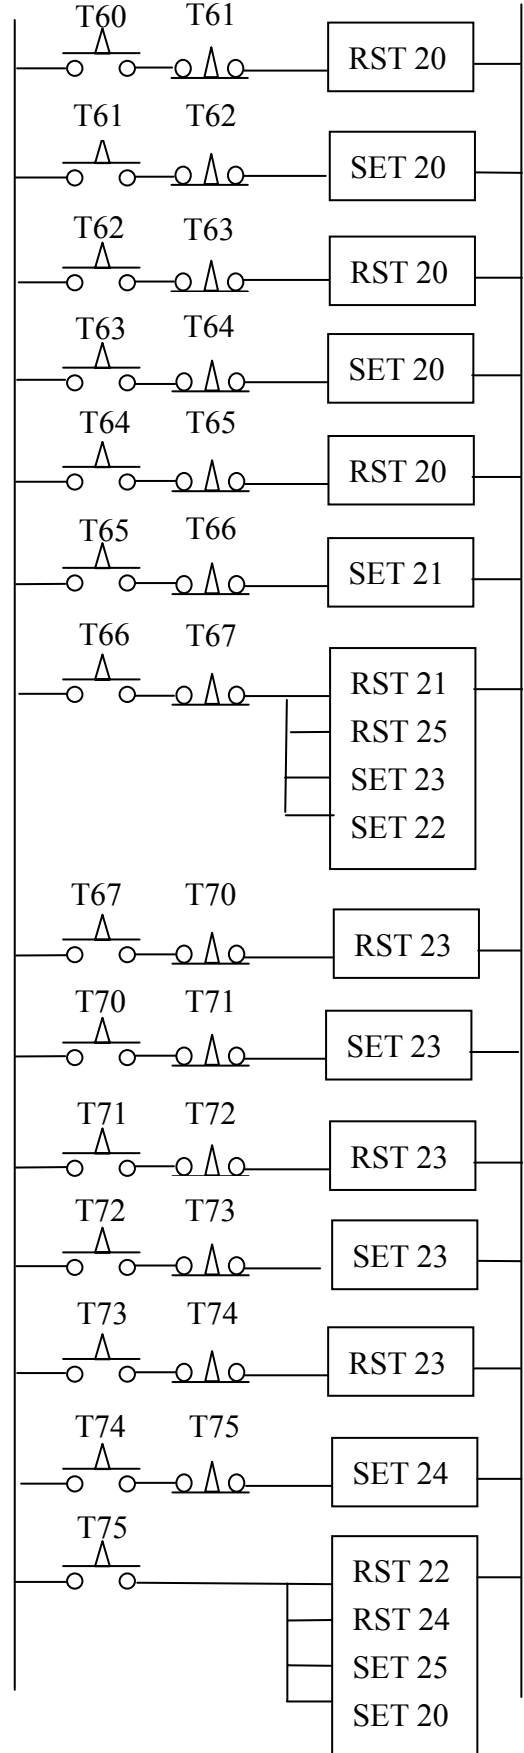 T60 T61
RST 20
T61 T62
SET 20
T62 T63
RST 20
T63 T64
SET 20
T64 T65
RST 20
T65 T66
SET 21
T66 T67
RST 21
RST 25
SET 23
SET 22
T67 T70
RST 23
T70 T71
SET 23
T71 T72
RST 23
T72 T73
SET 23
T73 T74
RST 23
T74 T75
SET 24
T75
RST 22
RST 24
SET 25
SET 20